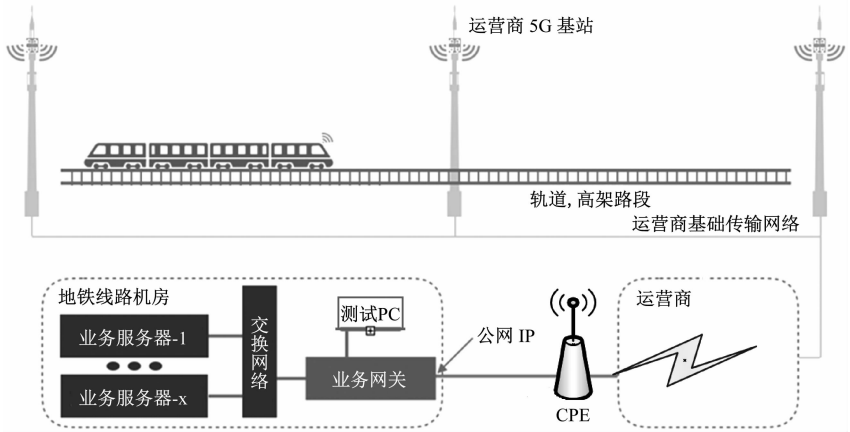 运营商 5G 基站
轨道,高架路段
运营商基础传输网络
地铁线路机房
业务服务器-1
业务服务器-x
交换网络
测试PC
业务网关
公网 IP
CPE
运营商